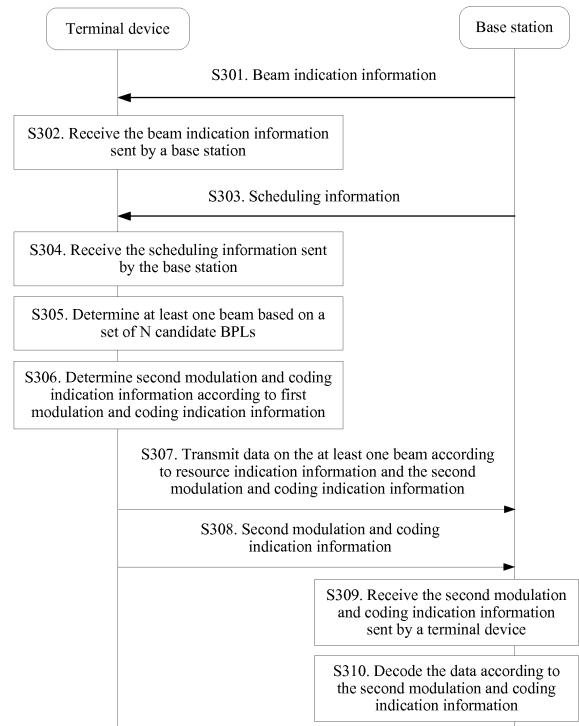 Terminal device
Base station
S301. Beam indication information
S302. Receive the beam indication information
sent by a base station
S303. Scheduling information
S304. Receive the scheduling information sent
by the base station
S305. Determine at least one beam based on a
set of N candidate BPLs
S306. Determine second modulation and coding
indication information according to first
modulation and coding indication information
S307. Transmit data on the at least one beam according
to resource indication information and the second
modulation and coding indication information
S308. Second modulation and coding
indication information
S309. Receive the second modulation
and coding indication information
sent by a terminal device
S310. Decode the data according to
the second modulation and coding
indication information